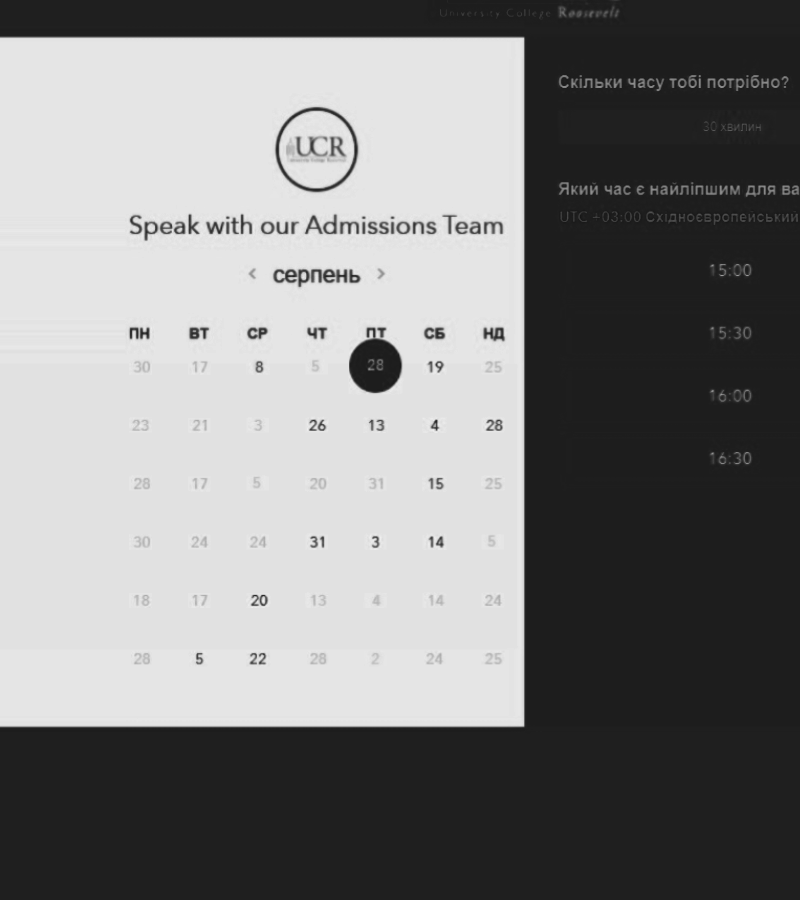 University College Roosevelt
UCR
Speak with our Admissions Team
< серпень >
ПН ВТ СР ЧТ ПТ СБ НД
30 17 8 5 28 19 25
23 21 3 26 13 4 28
28 17 5 20 31 15 25
30 24 24 31 3 14 5
18 17 20 13 4 14 24
28 5 22 28 2 24 25
Скільки часу тобі потрібно?
30 хвилин
Який час є найліпшим для ва
UTC +03:00 Східноєвропейський
15:00
15:30
16:00
16:30